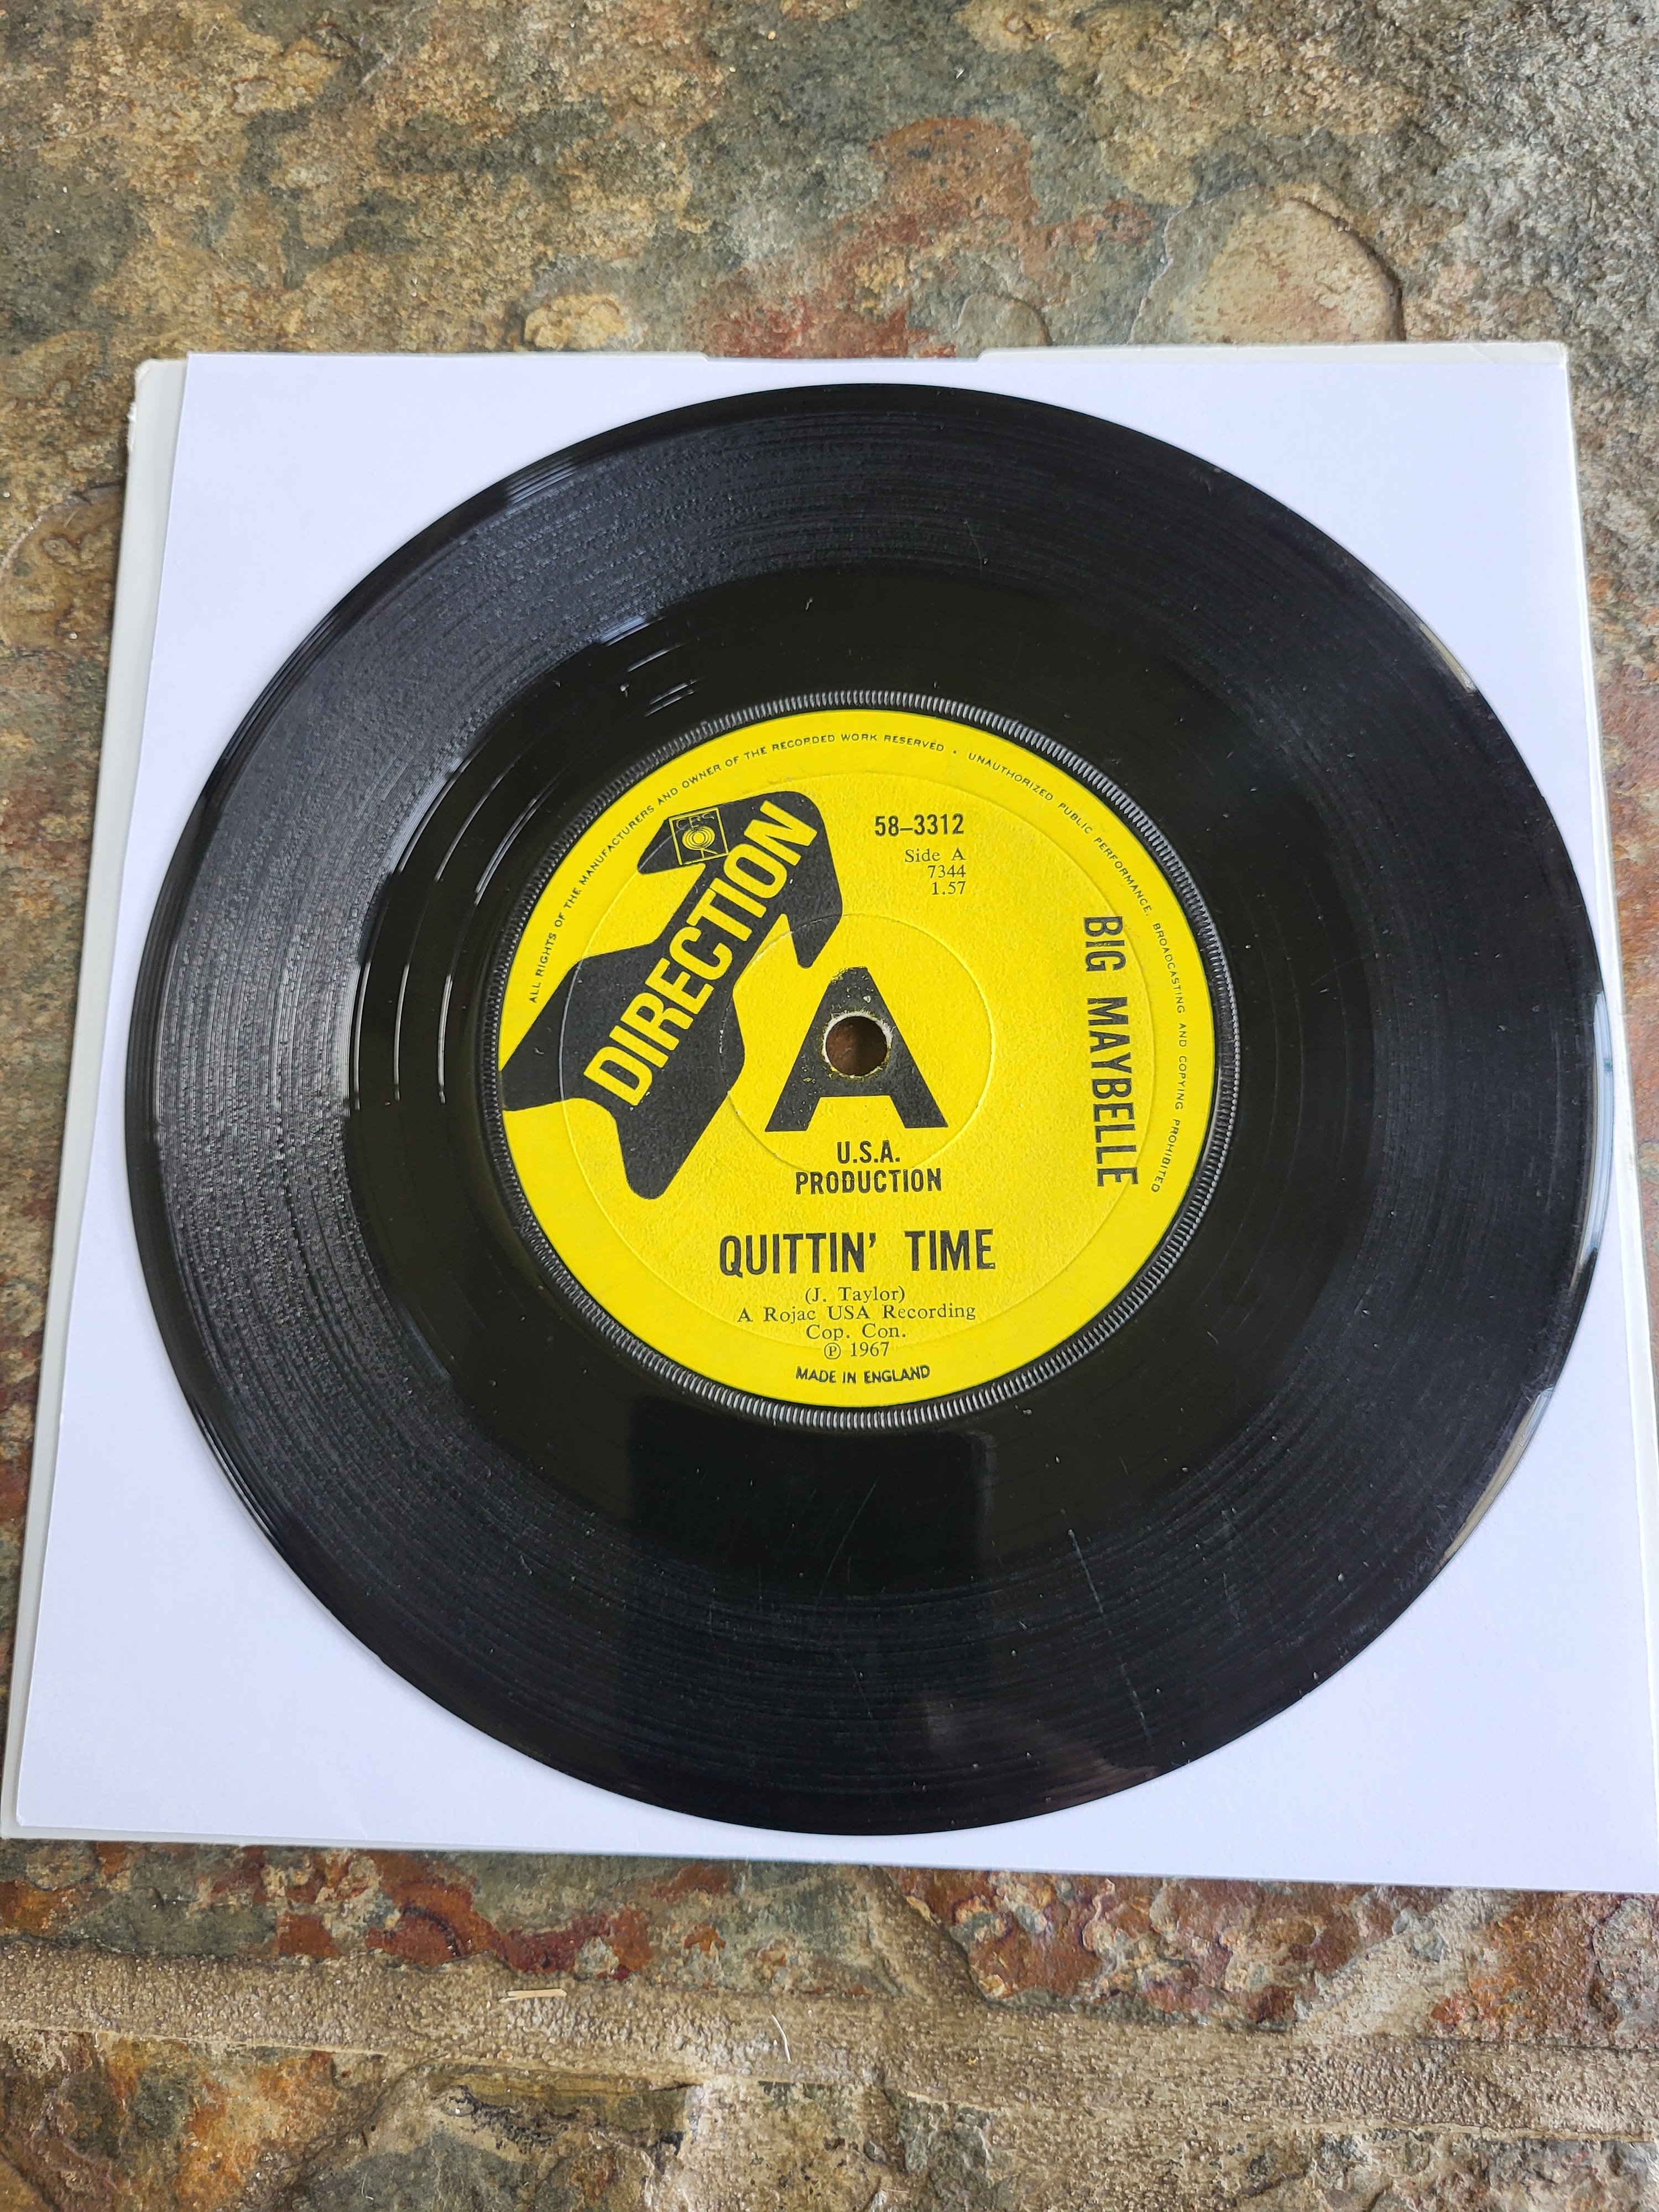 ALL RIGHTS OF THE MANUFACTURERS AND OWNER OF THE RECORDED WORK RESERVED • UNAUTHORIZED PUBLIC PERFORMANCE, BROADCASTING AND COPYING PROHIBITED
CBS
DIRECTION
58–3312
Side A
7344
1.57
BIG MAYBELLE
A
U.S.A.
PRODUCTION
QUITTIN' TIME
(J. Taylor)
A Rojac USA Recording
Cop. Con.
℗ 1967
MADE IN ENGLAND